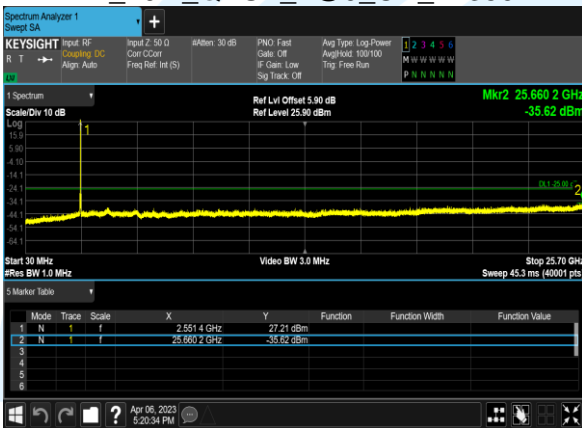 Spectrum Analyzer 1
Swept SA
KEYSIGHT
R T
LW
Input: RF
Coupling: DC
Align: Auto
Input Z: 50 Ω
Corr CCorr
Freq Ref: Int (S)
#Atten: 30 dB
PNO: Fast
Gate: Off
IF Gain: Low
Sig Track: Off
Avg Type: Log-Power
Avg|Hold: 100/100
Trig: Free Run
1 2 3 4 5 6
M W W W W W
P N N N N N
1 Spectrum
Scale/Div 10 dB
Ref Lvl Offset 5.90 dB
Ref Level 25.90 dBm
Mkr2 25.660 2 GHz
-35.62 dBm
Log
15.9
5.90
-4.10
-14.1
-24.1
-34.1
-44.1
-54.1
-64.1
1
DL1 -25.00
2
Start 30 MHz
#Res BW 1.0 MHz
Video BW 3.0 MHz
Stop 25.70 GHz
Sweep 45.3 ms (40001 pts
5 Marker Table
Mode Trace Scale X Y Function Function Width Function Value
1 N 1 f 2.551 4 GHz 27.21 dBm
2 N 1 f 25.660 2 GHz -35.62 dBm
3
4
5
6
?
Apr 06, 2023
5:20:34 PM